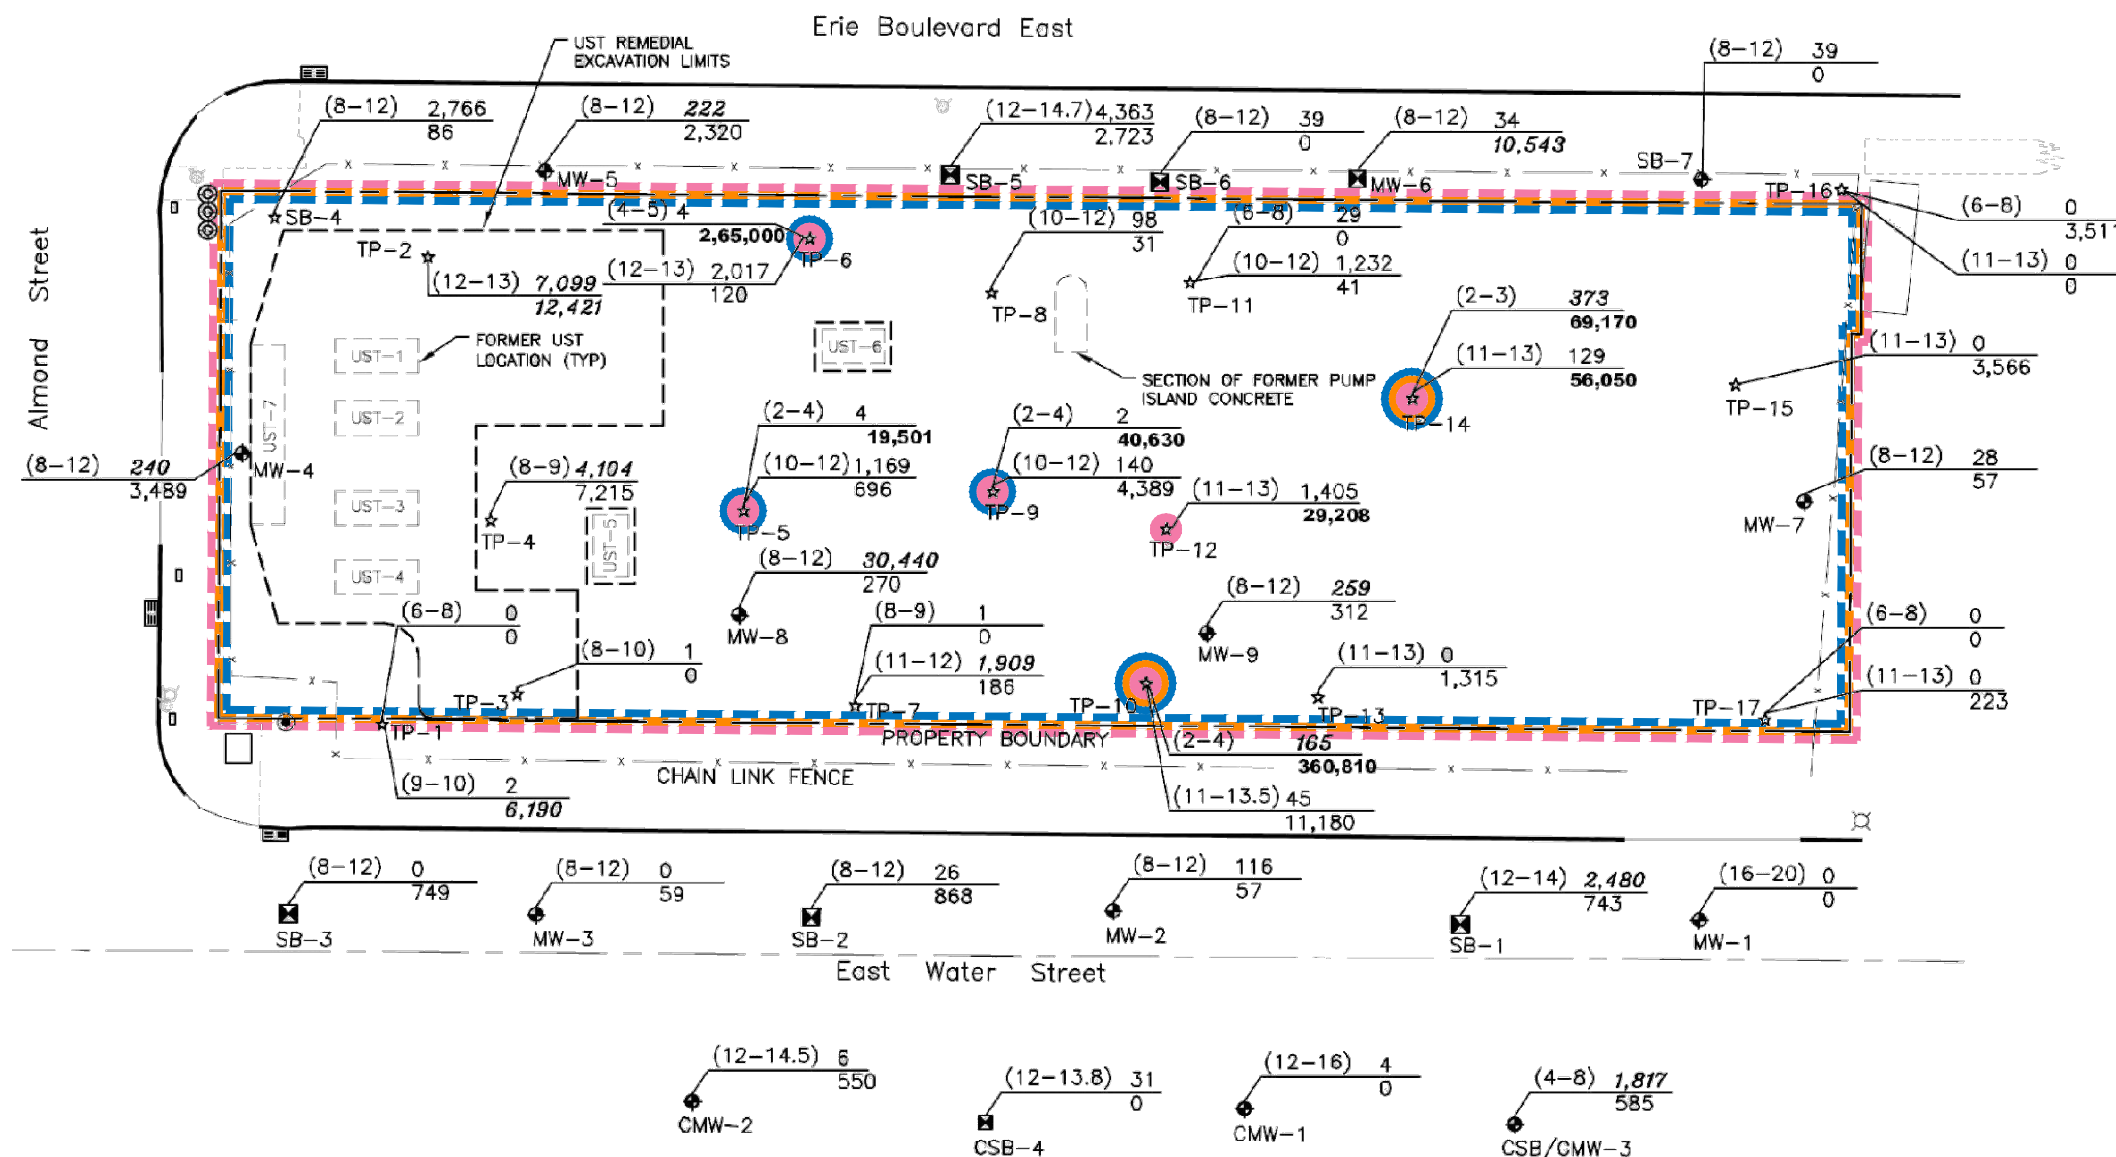 Erie Boulevard East
UST REMEDIAL
EXCAVATION LIMITS
(8-12) 39
0
(8-12) 2,766
86
(8-12) 222
2,320
(12-14.7) 4,363
2,723
(8-12) 39
0
(8-12) 34
10,543
SB-7
MW-5
SB-5
SB-6
MW-6
TP-16
SB-4
(4-5) 4
2,65,000
TP-6
(10-12) 98
31
(6-8) 29
0
(6-8) 0
3,511
TP-2
(12-13) 7,099
12,421
(12-13) 2,017
120
TP-8
(10-12) 1,232
41
TP-11
(11-13) 0
0
(2-3) 373
69,170
Almond Street
UST-1
FORMER UST
LOCATION (TYP)
UST-6
(11-13) 129
56,050
(11-13) 0
3,566
SECTION OF FORMER PUMP
ISLAND CONCRETE
UST-2
UST-7
(2-4) 4
19,501
(2-4) 2
40,630
TP-14
TP-15
(8-12) 240
3,489
MW-4
(8-9) 4,104
7,215
(10-12) 1,169
696
(10-12) 140
4,389
(8-12) 28
57
(11-13) 1,405
29,208
UST-3
TP-4
UST-5
TP-5
TP-9
TP-12
MW-7
UST-4
(8-12) 30,440
270
(8-12) 259
312
(6-8) 0
0
(8-9) 1
0
(6-8) 0
0
MW-8
MW-9
(8-10) 1
0
(11-12) 1,909
186
(11-13) 0
1,315
(11-13) 0
223
TP-3
TP-7
TP-10
TP-13
TP-17
TP-1
PROPERTY BOUNDARY
(2-4) 165
360,810
CHAIN LINK FENCE
(9-10) 2
6,190
(11-13.5) 45
11,180
(8-12) 0
749
(8-12) 0
59
(8-12) 26
868
(8-12) 116
57
(12-14) 2,480
743
(16-20) 0
0
SB-3
MW-3
SB-2
MW-2
SB-1
MW-1
East Water Street
(12-14.5) 6
550
(12-13.8) 31
0
(12-16) 4
0
(4-8) 1,817
585
CMW-2
CSB-4
CMW-1
CSB/CMW-3